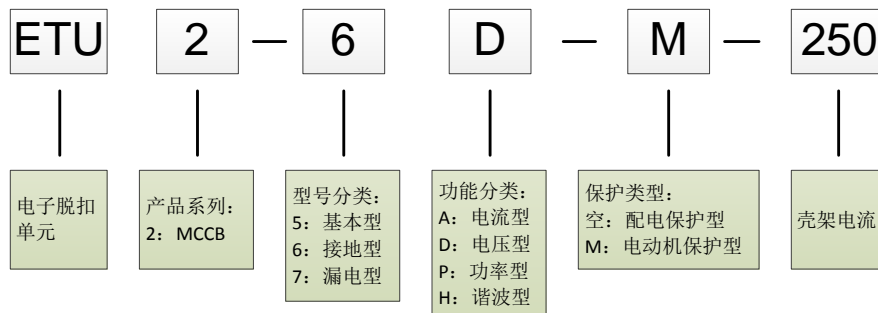 ETU 2 — 6 D — M — 250
电子脱扣
单元
产品系列：
2：MCCB
型号分类：
5：基本型
6：接地型
7：漏电型
功能分类：
A：电流型
D：电压型
P：功率型
H：谐波型
保护类型：
空：配电保护型
M：电动机保护型
壳架电流